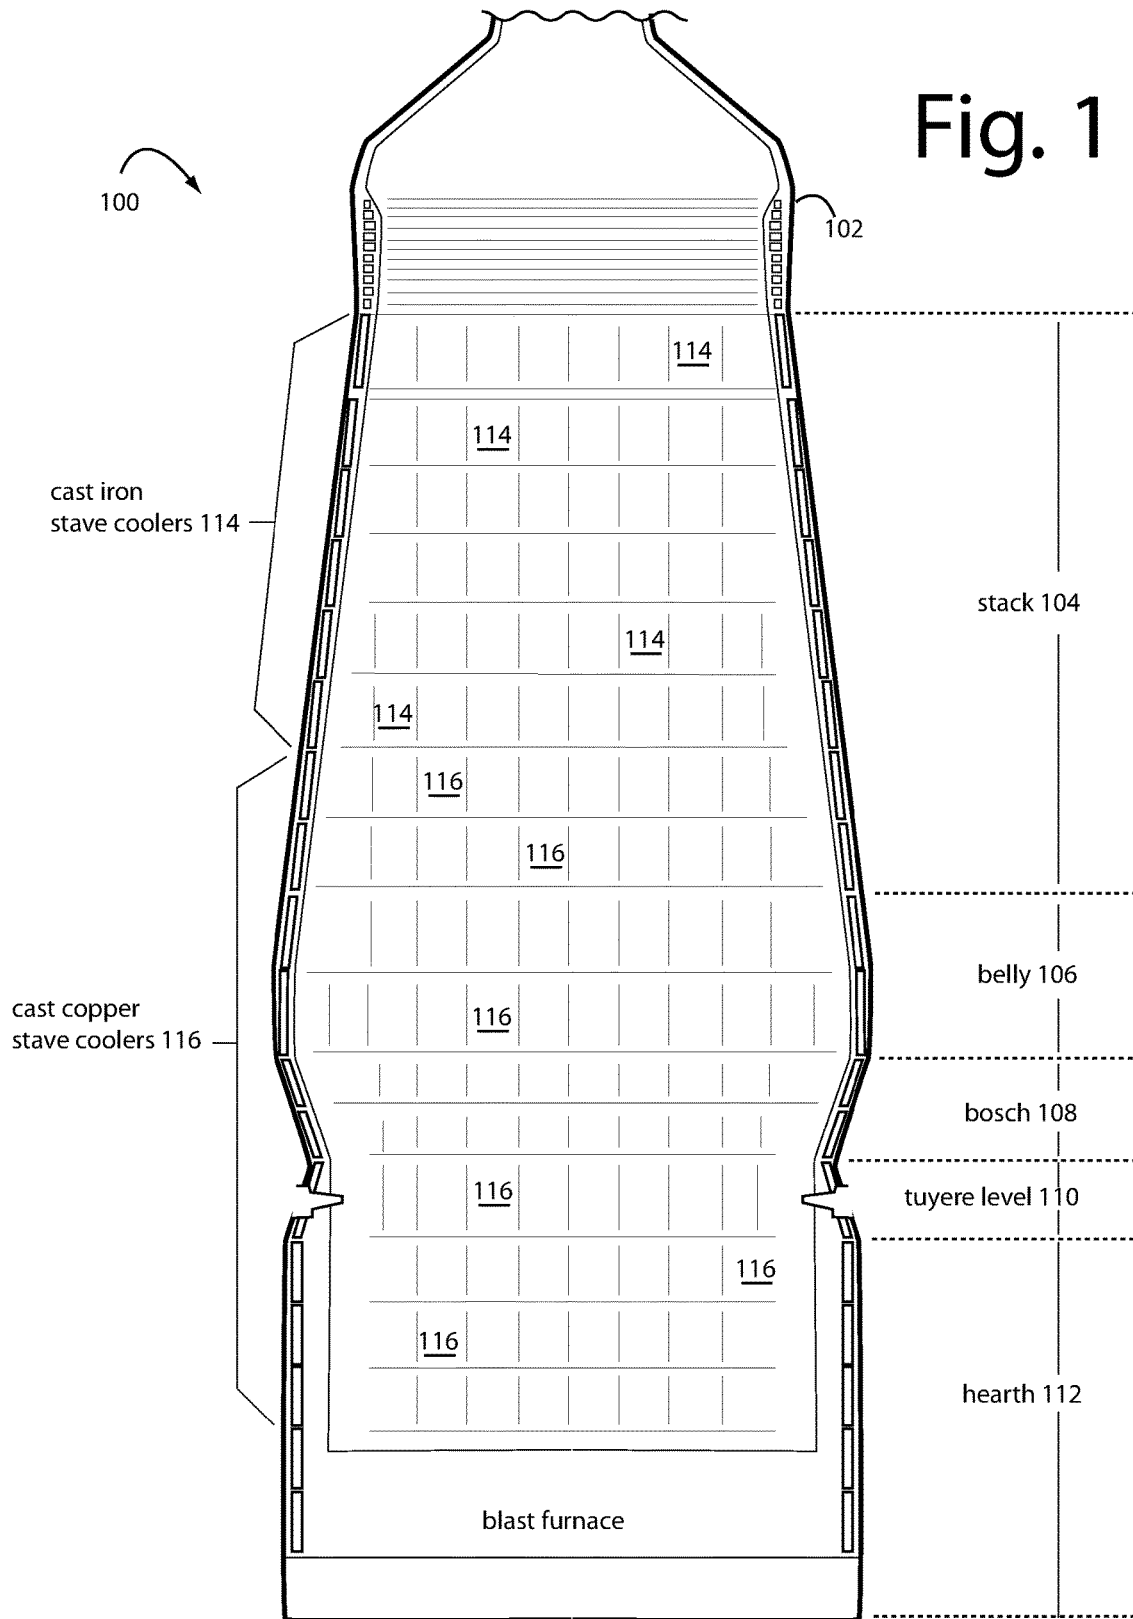 Fig. 1
100
102
114
114
cast iron
stave coolers 114
stack 104
114
114
116
116
belly 106
cast copper
stave coolers 116
116
bosch 108
116
tuyere level 110
116
116
hearth 112
blast furnace